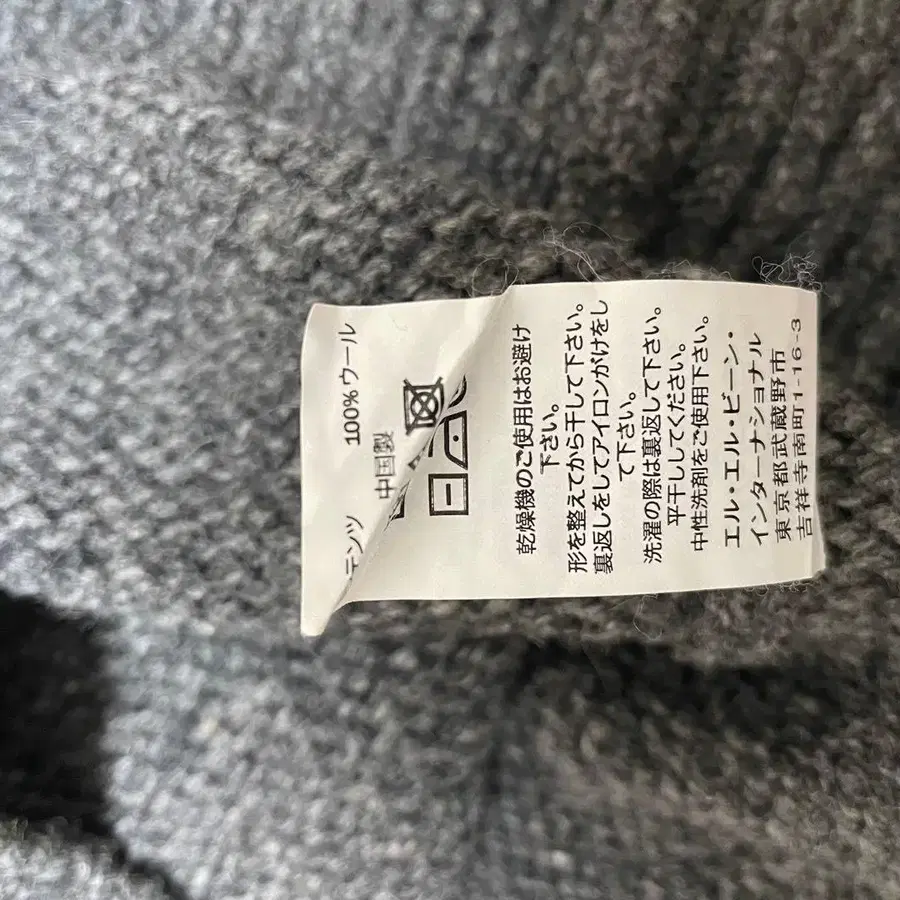 100%ウール
中国製
乾燥機のご使用はお避け
下さい。
形を整えてから干して下さい。
裏返しをしてアイロンがけをし
て下さい。
洗濯の際は裏返して下さい。
平干ししてください。
中性洗剤をご使用下さい。
エル・エル・ビーン・
インターナショナル
東京都武蔵野市
吉祥寺南町1-16-3